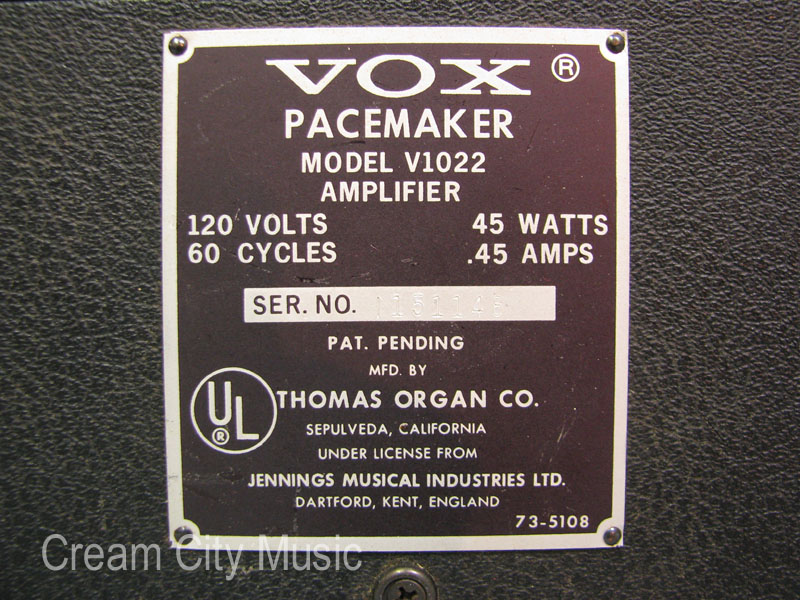 VOX ®
PACEMAKER
MODEL V1022
AMPLIFIER
120 VOLTS 45 WATTS
60 CYCLES .45 AMPS
SER. NO.
PAT. PENDING
MFD. BY
UL ®
THOMAS ORGAN CO.
SEPULVEDA, CALIFORNIA
UNDER LICENSE FROM
JENNINGS MUSICAL INDUSTRIES LTD.
DARTFORD, KENT, ENGLAND
73-5108
Cream City Music